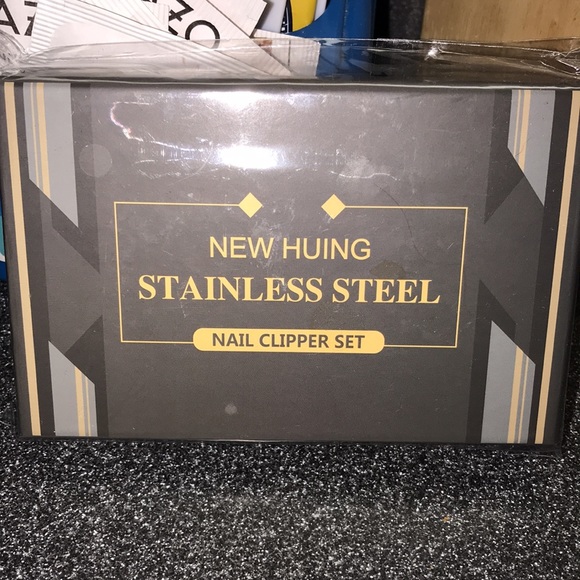 NEW HUING
STAINLESS STEEL
NAIL CLIPPER SET